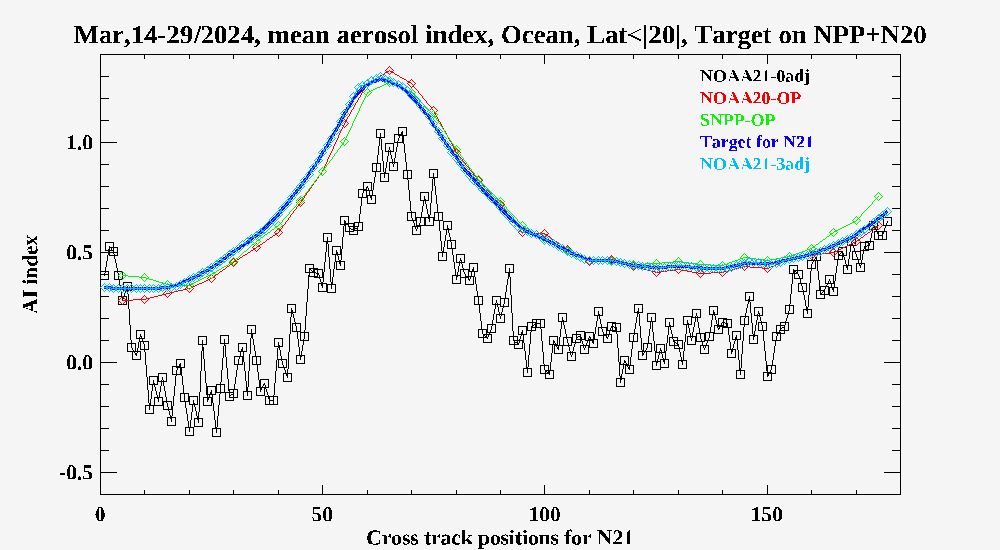 Mar,14-29/2024, mean aerosol index, Ocean, Lat<|20|, Target on NPP+N20
NOAA21-0adj
NOAA20-OP
SNPP-OP
Target for N21
NOAA21-3adj
1.0
0.5
0.0
-0.5
AI index
0 50 100 150
Cross track positions for N21